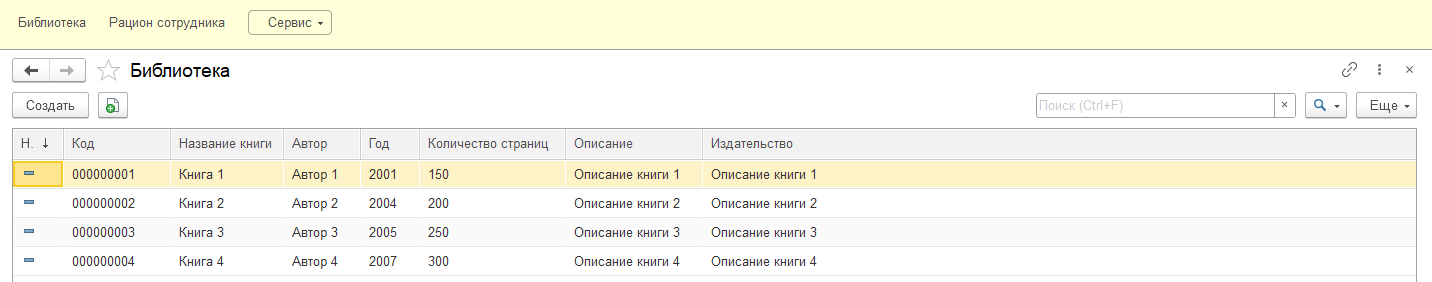 Библиотека Рацион сотрудника Сервис
Библиотека
Создать Поиск (Ctrl+F) Еще
Н. Код Название книги Автор Год Количество страниц Описание Издательство
000000001 Книга 1 Автор 1 2001 150 Описание книги 1 Описание книги 1
000000002 Книга 2 Автор 2 2004 200 Описание книги 2 Описание книги 2
000000003 Книга 3 Автор 3 2005 250 Описание книги 3 Описание книги 3
000000004 Книга 4 Автор 4 2007 300 Описание книги 4 Описание книги 4